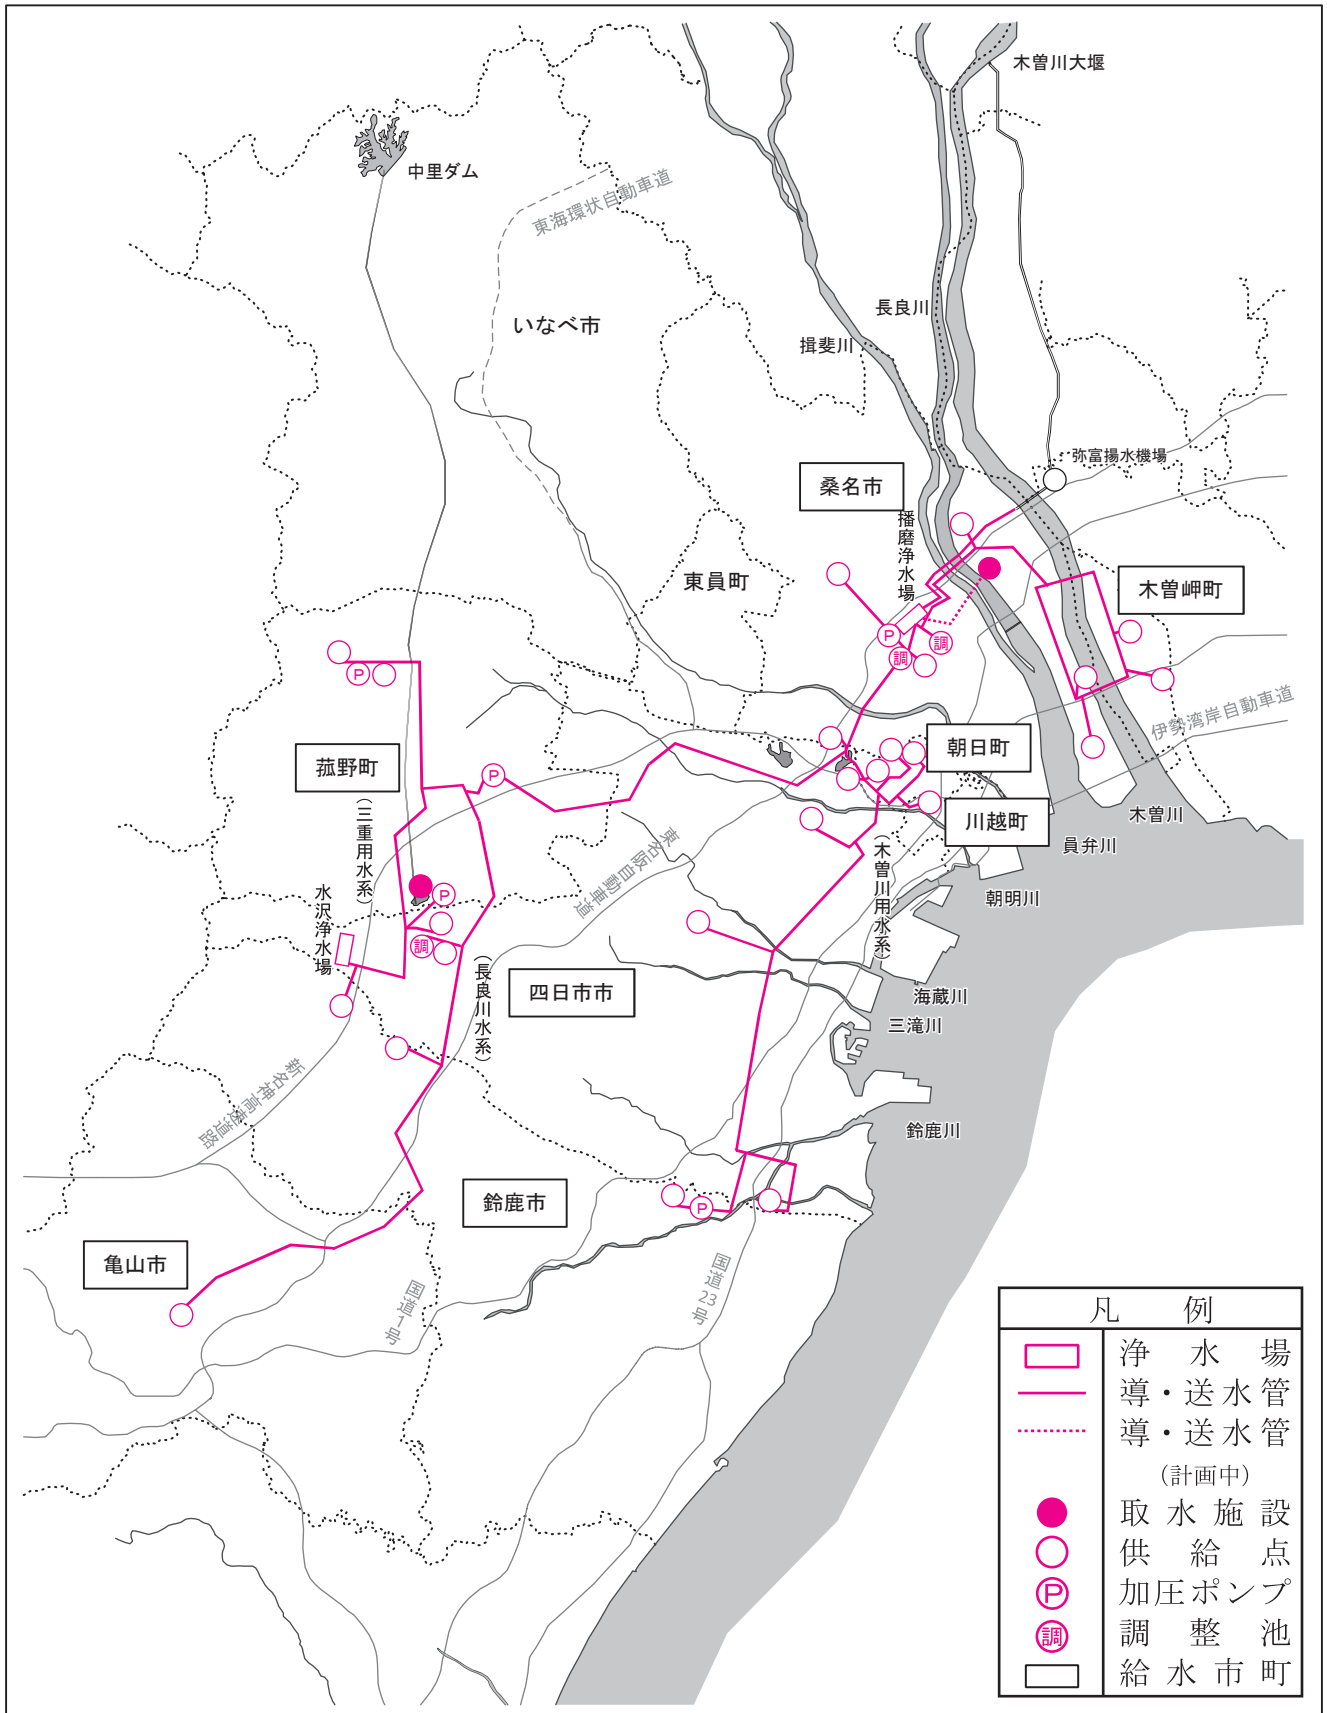 木曽川大堰
中里ダム
東海環状自動車道
長良川
いなべ市
揖斐川
弥富揚水機場
桑名市
播磨浄水場
東員町
木曽岬町
P
調
調
P
伊勢湾岸自動車道
朝日町
菰野町
P
木曽川
川越町
員弁川
(三重用水系)
東名阪自動車道
(木曽川用水系)
朝明川
水沢浄水場
P
調
(長良川水系)
四日市市
海蔵川
三滝川
新名神高速道路
鈴鹿川
鈴鹿市
P
亀山市
国道1号
国道23号
凡 例
浄水場
導・送水管
導・送水管
(計画中)
取水施設
供給点
P 加圧ポンプ
調 調整池
給水市町